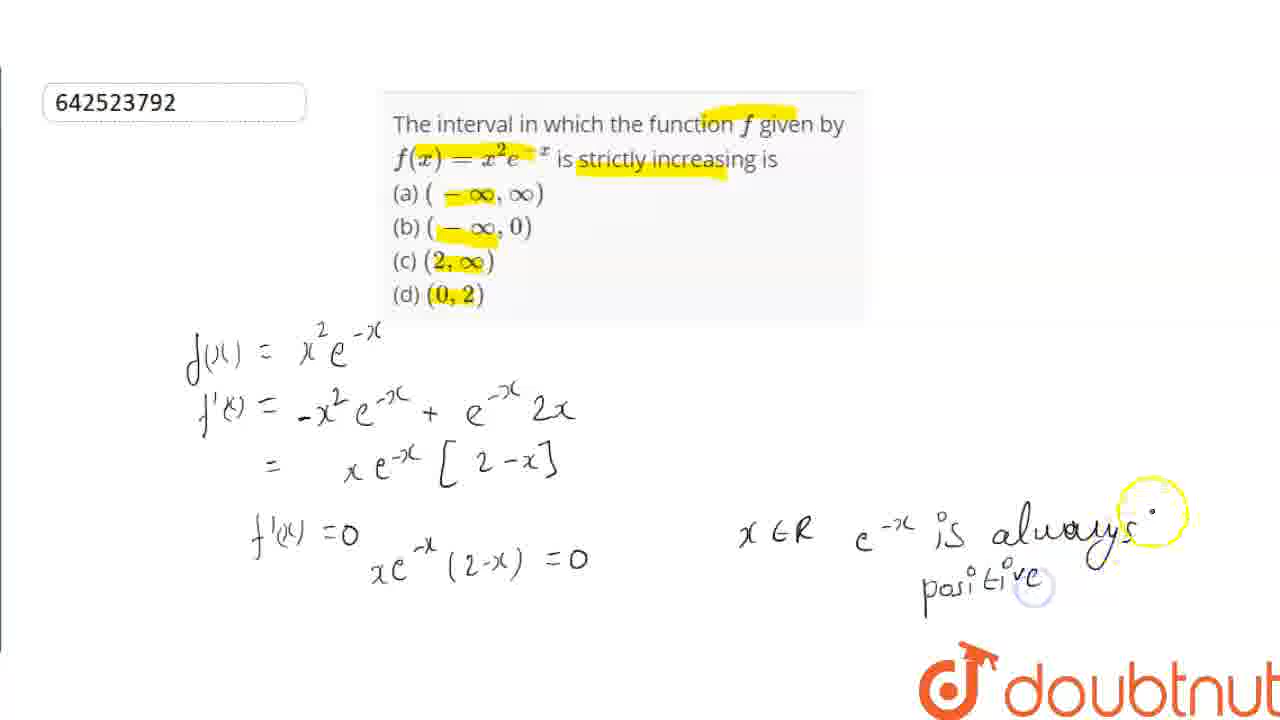 642523792
The interval in which the function f given by
f(x) = x²e⁻ˣ is strictly increasing is
(a) ( − ∞, ∞)
(b) ( − ∞, 0)
(c) (2, ∞)
(d) (0, 2)
f(x) = x²e⁻ˣ
f'(x) = -x²e⁻ˣ + e⁻ˣ 2x
= xe⁻ˣ [2-x]
f'(x) = 0
xe⁻ˣ (2-x) = 0
x ∈ R e⁻ˣ is always
positive
doubtnut